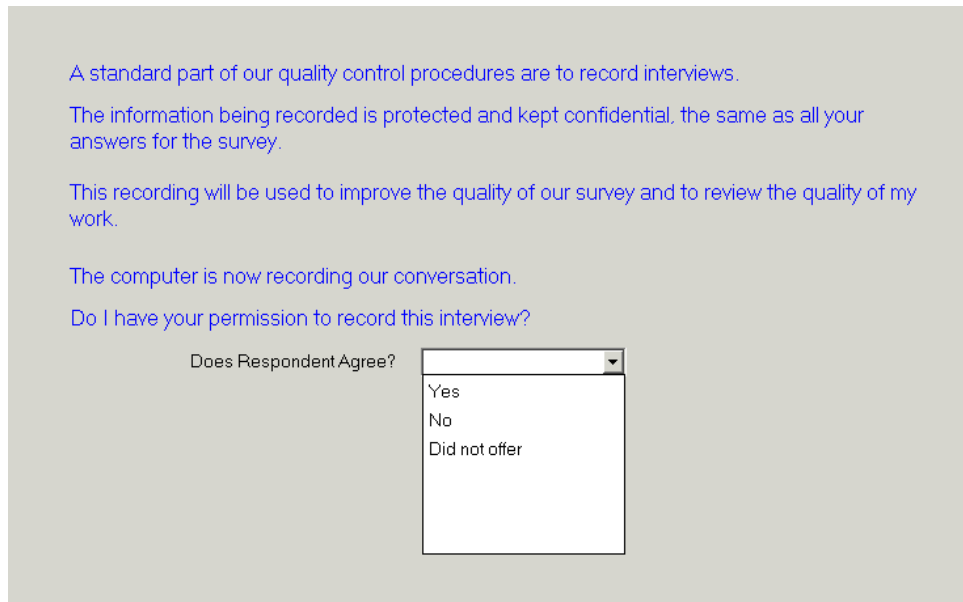 A standard part of our quality control procedures are to record interviews.
The information being recorded is protected and kept confidential, the same as all your
answers for the survey.
This recording will be used to improve the quality of our survey and to review the quality of my
work.
The computer is now recording our conversation.
Do I have your permission to record this interview?
Does Respondent Agree?
Yes
No
Did not offer